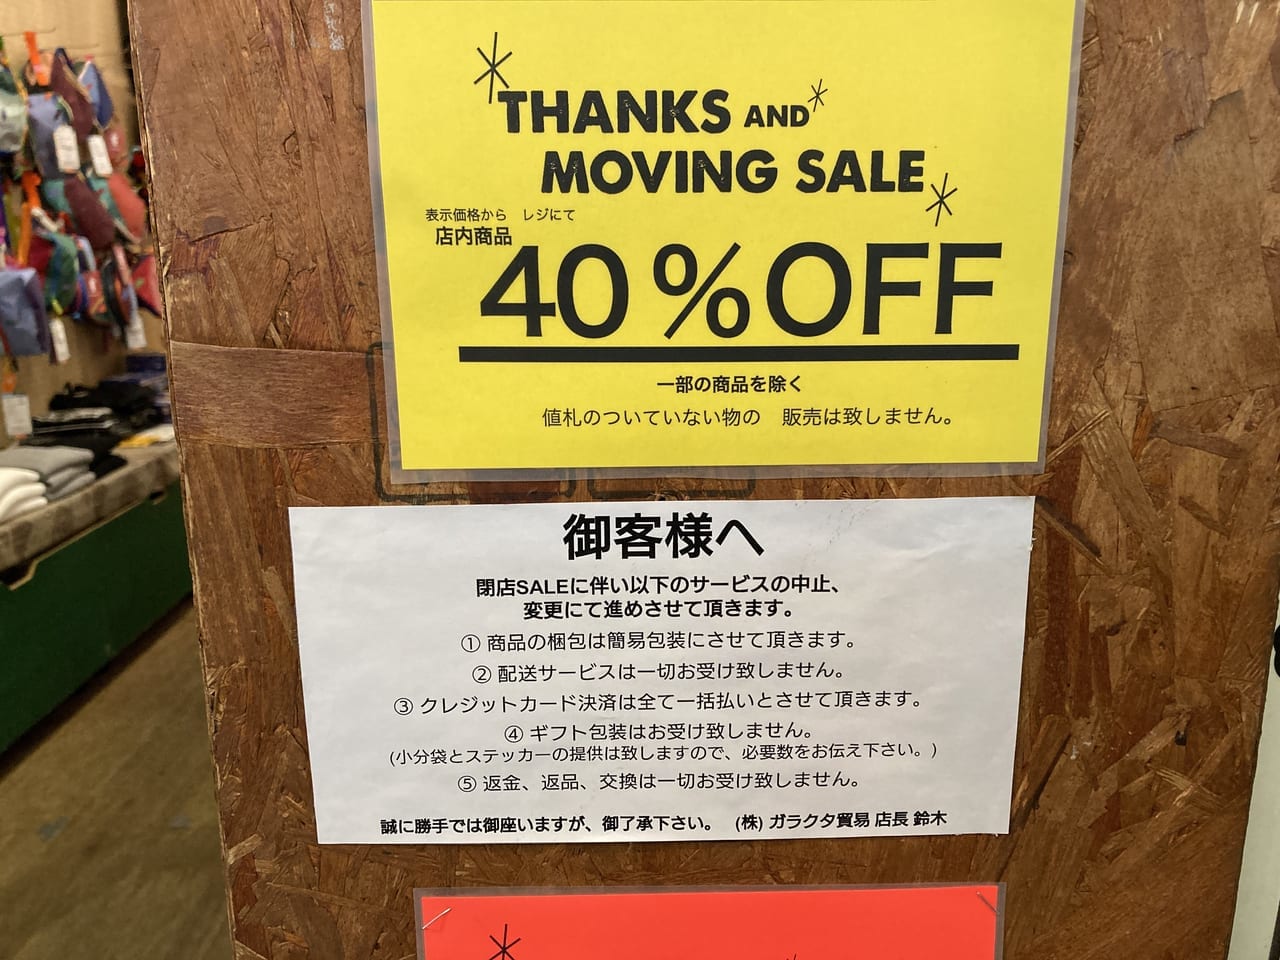 THANKS AND
MOVING SALE
表示価格から　レジにて
店内商品
40%OFF
一部の商品を除く
値札のついていない物の　販売は致しません。
御客様へ
閉店SALEに伴い以下のサービスの中止、
変更にて進めさせて頂きます。
① 商品の梱包は簡易包装にさせて頂きます。
② 配送サービスは一切お受け致しません。
③ クレジットカード決済は全て一括払いとさせて頂きます。
④ ギフト包装はお受け致しません。
(小分袋とステッカーの提供は致しますので、必要数をお伝え下さい。)
⑤ 返金、返品、交換は一切お受け致しません。
誠に勝手では御座いますが、御了承下さい。　(株) ガラクタ貿易 店長 鈴木